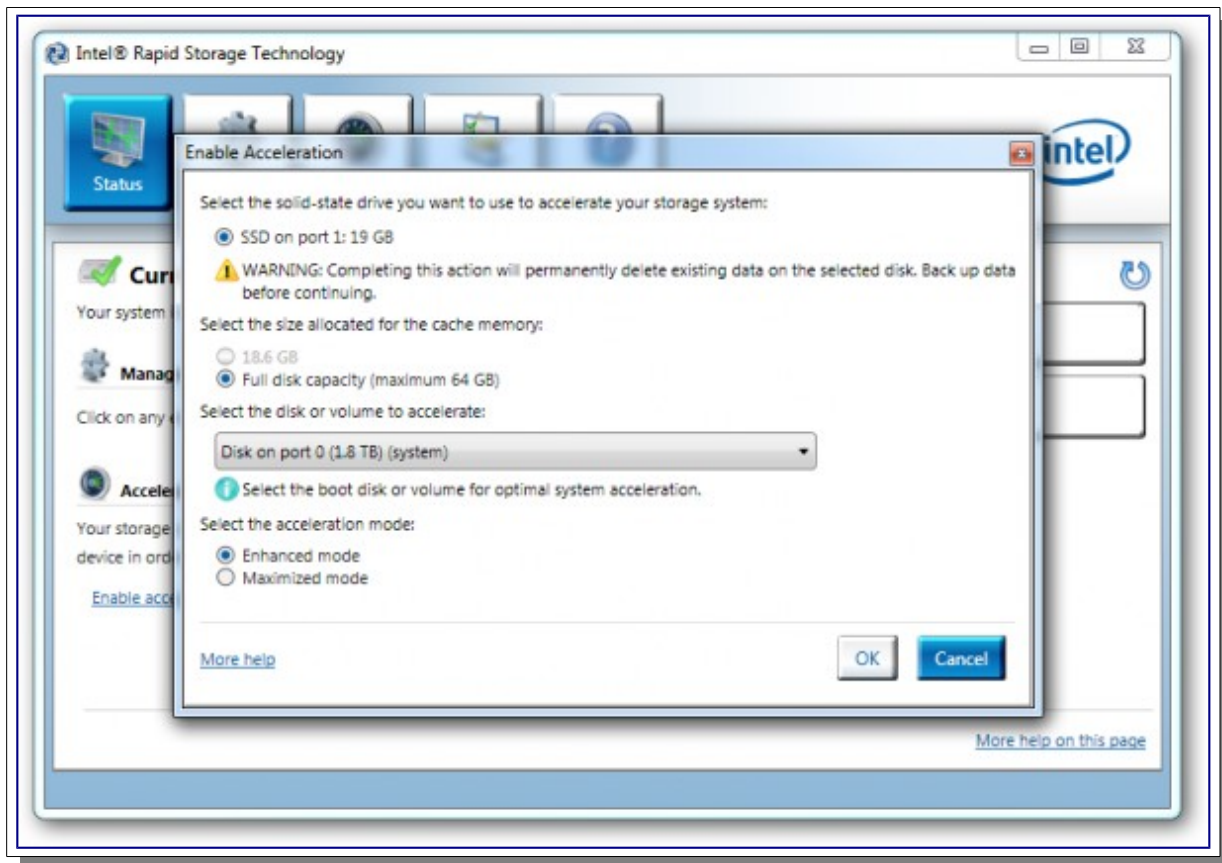 Intel® Rapid Storage Technology
intel
Status
Enable Acceleration
Select the solid-state drive you want to use to accelerate your storage system:
SSD on port 1: 19 GB
WARNING: Completing this action will permanently delete existing data on the selected disk. Back up data
before continuing.
Select the size allocated for the cache memory:
18.6 GB
Full disk capacity (maximum 64 GB)
Select the disk or volume to accelerate:
Disk on port 0 (1.8 TB) (system)
Select the boot disk or volume for optimal system acceleration.
Select the acceleration mode:
Enhanced mode
Maximized mode
More help
OK
Cancel
Your system
Click on any
Your storage
device in
Enable
More help on this page